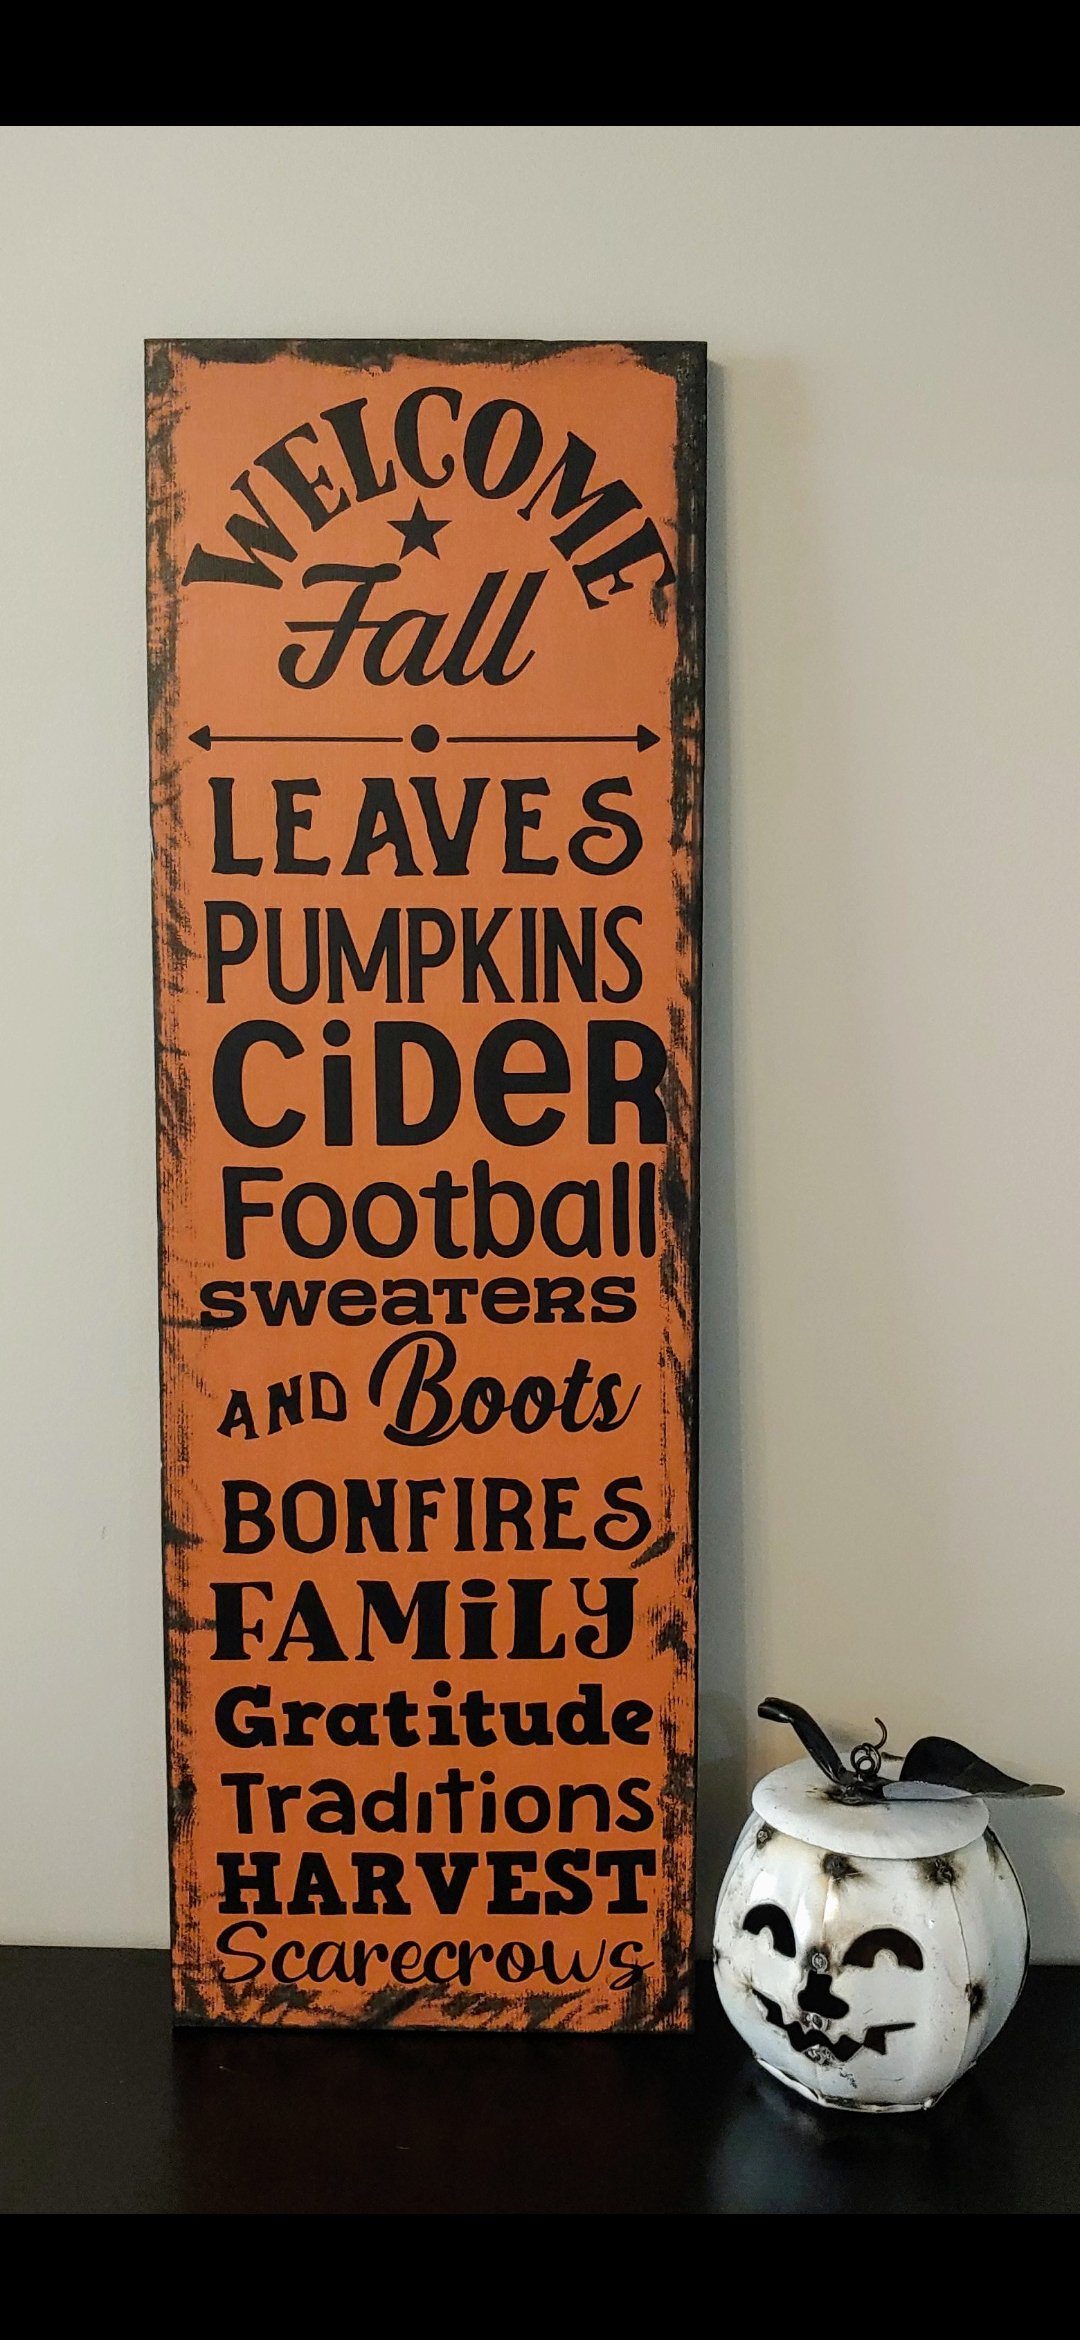 WELCOME
Fall
LEAVES
PUMPKINS
CiDeR
Football
sweaTeRs
AND Boots
BONFIRES
FAMiLY
Gratitude
Traditions
HARVEST
Scarecrows